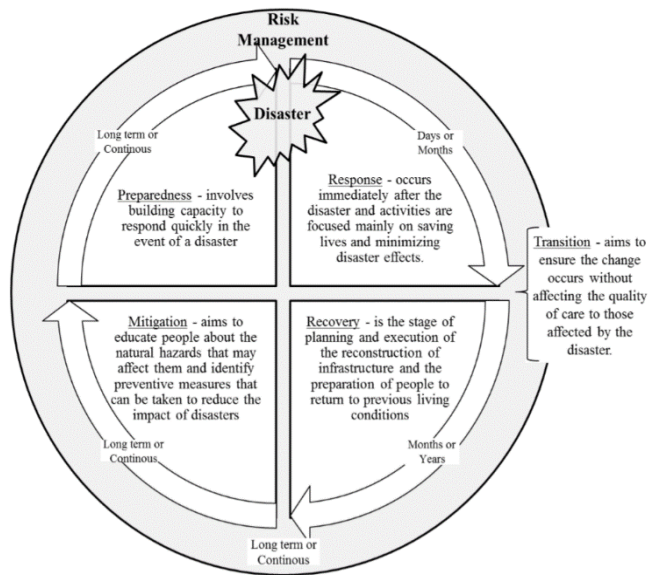 Risk
Management
Disaster
Long term or
Continous
Days or
Months
Preparedness - involves
building capacity to
respond quickly in the
event of a disaster
Response - occurs
immediately after the
disaster and activities are
focused mainly on saving
lives and minimizing
disaster effects.
Transition - aims to
ensure the change
occurs without
affecting the quality
of care to those
affected by the
disaster.
Mitigation - aims to
educate people about the
natural hazards that may
affect them and identify
preventive measures that
can be taken to reduce the
impact of disasters
Recovery - is the stage of
planning and execution of
the reconstruction of
infrastructure and the
preparation of people to
return to previous living
conditions
Long term or
Continous
Months or
Years
Long term or
Continous